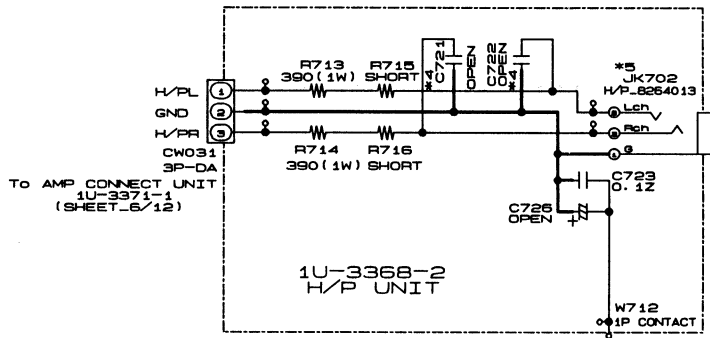 R713
390(1W)
R715
SHORT
*4
C721
OPEN
C722
OPEN
*4
*5
JK702
H/P_8264013
H/PL
1
GND
2
H/PR
3
Lch
Rch
G
1
R714
390(1W)
R716
SHORT
CW031
3P-DA
To AMP CONNECT UNIT
1U-3371-1
(SHEET_6/12)
C723
0.1Z
C726
OPEN
+
1U-3368-2
H/P UNIT
W712
1P CONTACT